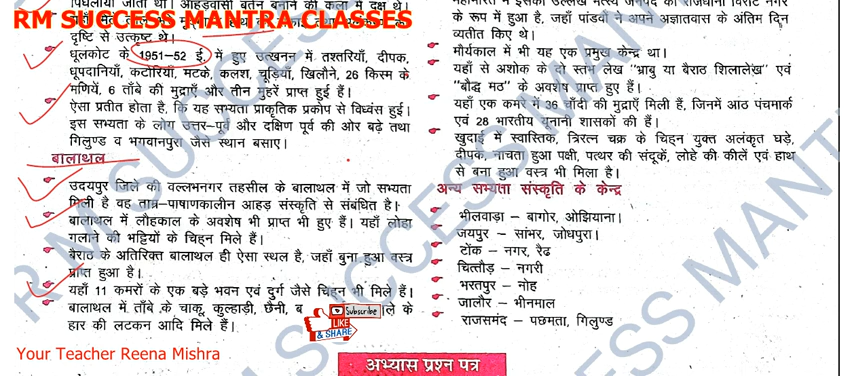 पिघलाया जाता था। आहड़वासी बर्तन बनाने की कला में दक्ष थे।
RM SUCCESS MANTRA CLASSES
दृष्टि से उत्कृष्ट थे।
धूलकोट के 1951–52 ई. में हुए उत्खनन में तश्तरियाँ, दीपक,
धूपदानियाँ, कटोरियाँ, मटके, कलश, चूड़ियाँ, खिलौने, 26 किस्म के
मणियें, 6 ताँबे की मुद्राएँ और तीन मुहरें प्राप्त हुई हैं।
ऐसा प्रतीत होता है, कि यह सभ्यता प्राकृतिक प्रकोप से विध्वंस हुई।
इस सभ्यता के लोग उत्तर–पूर्व और दक्षिण पूर्व की ओर बढ़े तथा
गिलुण्ड व भगवानपुरा जैसे स्थान बसाए।
बालाथल
उदयपुर जिले की वल्लभनगर तहसील के बालाथल में जो सभ्यता
मिली है वह ताम्र–पाषाणकालीन आहड़ संस्कृति से संबंधित है।
बालाथल में लौहकाल के अवशेष भी प्राप्त भी हुए हैं। यहाँ लोहा
गलाने की भट्टियों के चिह्न मिले हैं।
बैराठ के अतिरिक्त बालाथल ही ऐसा स्थल है, जहाँ बुना हुआ वस्त्र
प्राप्त हुआ है।
यहाँ 11 कमरों के एक बड़े भवन एवं दुर्ग जैसे चिह्न भी मिले हैं।
बालाथल में ताँबे के चाकू, कुल्हाड़ी, छैनी, ब ले के
हार की लटकन आदि मिले हैं।
Subscribe
LIKE
& SHARE
Your Teacher Reena Mishra
महाभारत में इसका उल्लेख मत्स्य जनपद की राजधानी विराट नगर
के रूप में हुआ है, जहाँ पांडवों ने अपने अज्ञातवास के अंतिम दिन
व्यतीत किए थे।
मौर्यकाल में भी यह एक प्रमुख केन्द्र था।
यहाँ से अशोक के दो स्तंभ लेख "भाबु या बैराठ शिलालेख" एवं
"बौद्ध मठ" के अवशेष प्राप्त हुए हैं।
यहाँ एक कमरे में 36 चाँदी की मुद्राएँ मिली हैं, जिनमें आठ पंचमार्क
एवं 28 भारतीय यूनानी शासकों की हैं।
खुदाई में स्वास्तिक, त्रिरत्न चक्र के चिह्न युक्त अलंकृत घड़े,
दीपक, नाचता हुआ पक्षी, पत्थर की संदूकें, लोहे की कीलें एवं हाथ
से बना हुआ वस्त्र भी मिला है।
अन्य सभ्यता संस्कृति के केन्द्र
भीलवाड़ा – बागोर, ओझियाना।
जयपुर – सांभर, जोधपुरा।
टोंक – नगर, रैढ
चित्तौड़ – नगरी
भरतपुर – नोह
जालौर – भीनमाल
राजसमंद – पछमता, गिलुण्ड
अभ्यास प्रश्न पत्र
RM SUCCESS MANT